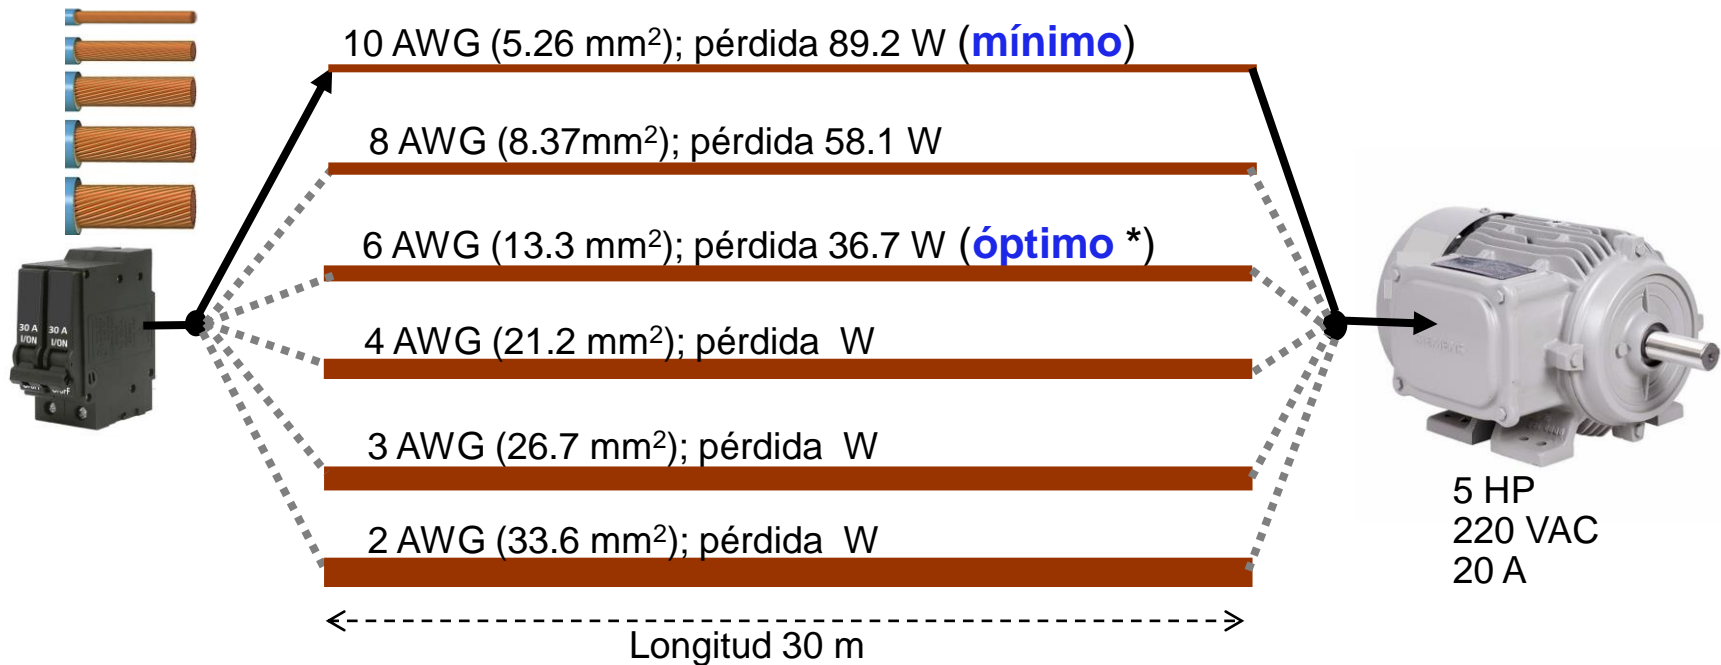 10 AWG (5.26 mm²); pérdida 89.2 W (mínimo)
8 AWG (8.37mm²); pérdida 58.1 W
6 AWG (13.3 mm²); pérdida 36.7 W (óptimo *)
30 A 30 A
I/ON I/ON
4 AWG (21.2 mm²); pérdida W
3 AWG (26.7 mm²); pérdida W
2 AWG (33.6 mm²); pérdida W
5 HP
220 VAC
20 A
Longitud 30 m